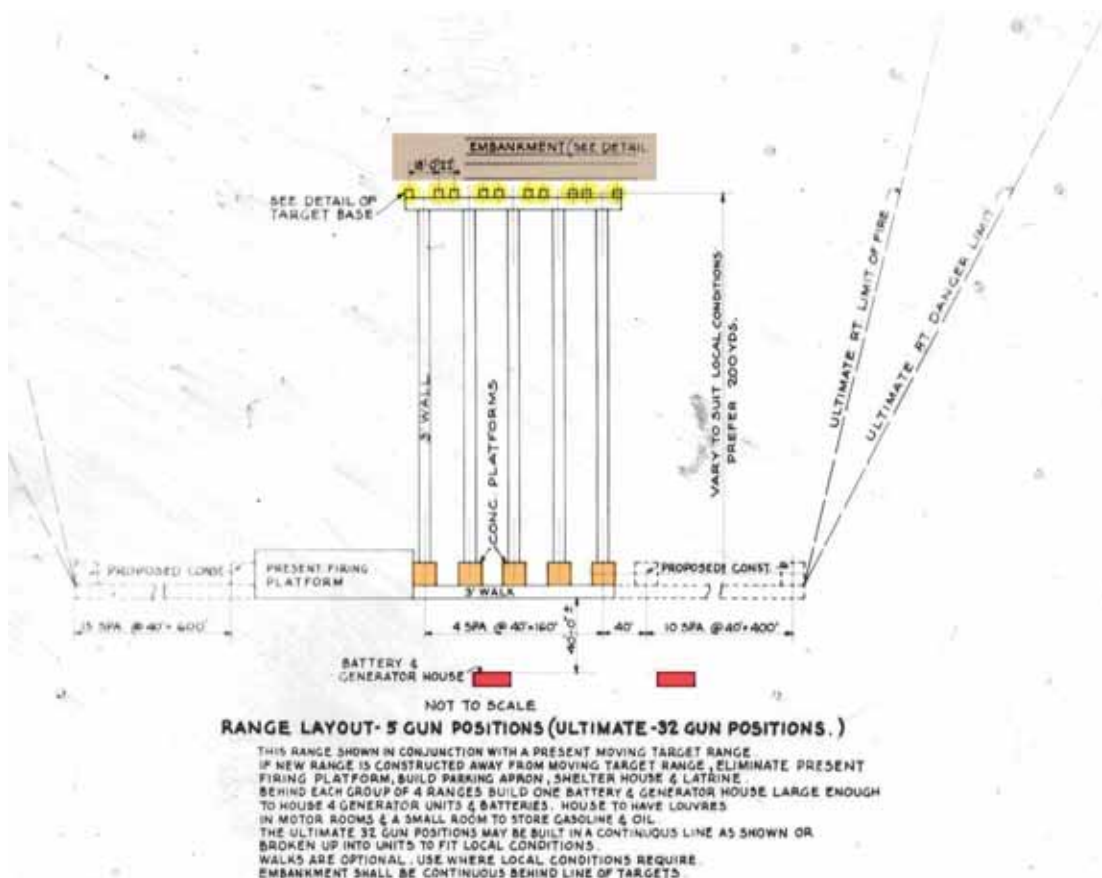 EMBANKMENT (SEE DETAIL
SEE DETAIL OF
TARGET BASE
3' WALL
CONC. PLATFORMS
VARY TO SUIT LOCAL CONDITIONS
PREFER 200 YDS.
ULTIMATE RT. LIMIT OF FIRE
ULTIMATE RT DANGER LIMIT
PROPOSED CONST.
PRESENT FIRING
PLATFORM
PROPOSED CONST.
3' WALK
15 SPA. @ 40'= 600'
4 SPA @ 40'=160'
40'
10 SPA. @ 40'=400'
40'-0"±
BATTERY &
GENERATOR HOUSE
NOT TO SCALE
RANGE LAYOUT- 5 GUN POSITIONS (ULTIMATE-32 GUN POSITIONS.)
THIS RANGE SHOWN IN CONJUNCTION WITH A PRESENT MOVING TARGET RANGE
IF NEW RANGE IS CONSTRUCTED AWAY FROM MOVING TARGET RANGE, ELIMINATE PRESENT
FIRING PLATFORM, BUILD PARKING APRON, SHELTER HOUSE & LATRINE.
BEHIND EACH GROUP OF 4 RANGES BUILD ONE BATTERY & GENERATOR HOUSE LARGE ENOUGH
TO HOUSE 4 GENERATOR UNITS & BATTERIES. HOUSE TO HAVE LOUVRES
IN MOTOR ROOMS & A SMALL ROOM TO STORE GASOLINE & OIL.
THE ULTIMATE 32 GUN POSITIONS MAY BE BUILT IN A CONTINUOUS LINE AS SHOWN OR
BROKEN UP INTO UNITS TO FIT LOCAL CONDITIONS.
WALKS ARE OPTIONAL. USE WHERE LOCAL CONDITIONS REQUIRE.
EMBANKMENT SHALL BE CONTINUOUS BEHIND LINE OF TARGETS